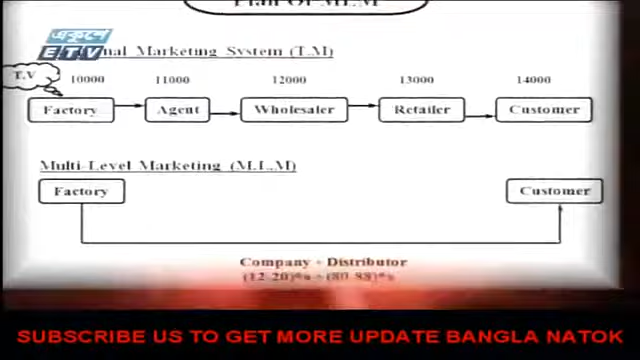 Plan Of M.L.M
একুশে
ETV
nal Marketing System (T.M)
T.V
10000 11000 12000 13000 14000
Factory Agent Wholesaler Retailer Customer
Multi-Level Marketing (M.L.M)
Factory Customer
Company + Distributor
SUBSCRIBE US TO GET MORE UPDATE BANGLA NATOK